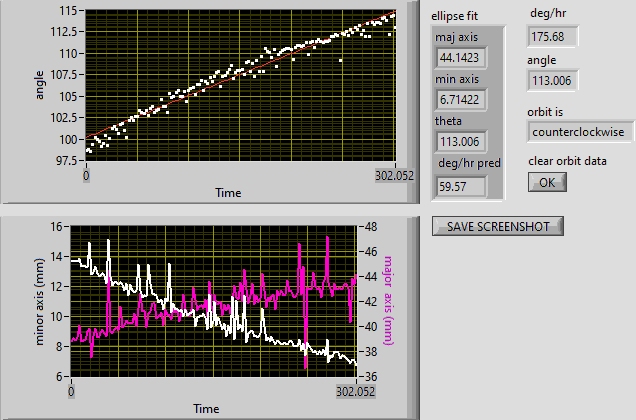 115
112.5
110
107.5
105
102.5
100
97.5
angle
0
302.052
Time
ellipse fit
maj axis
44.1423
min axis
6.71422
theta
113.006
deg/hr pred
59.57
deg/hr
175.68
angle
113.006
orbit is
counterclockwise
clear orbit data
OK
SAVE SCREENSHOT
16
14
12
10
8
6
minor axis (mm)
48
46
44
42
40
38
36
major axis (mm)
0
302.052
Time